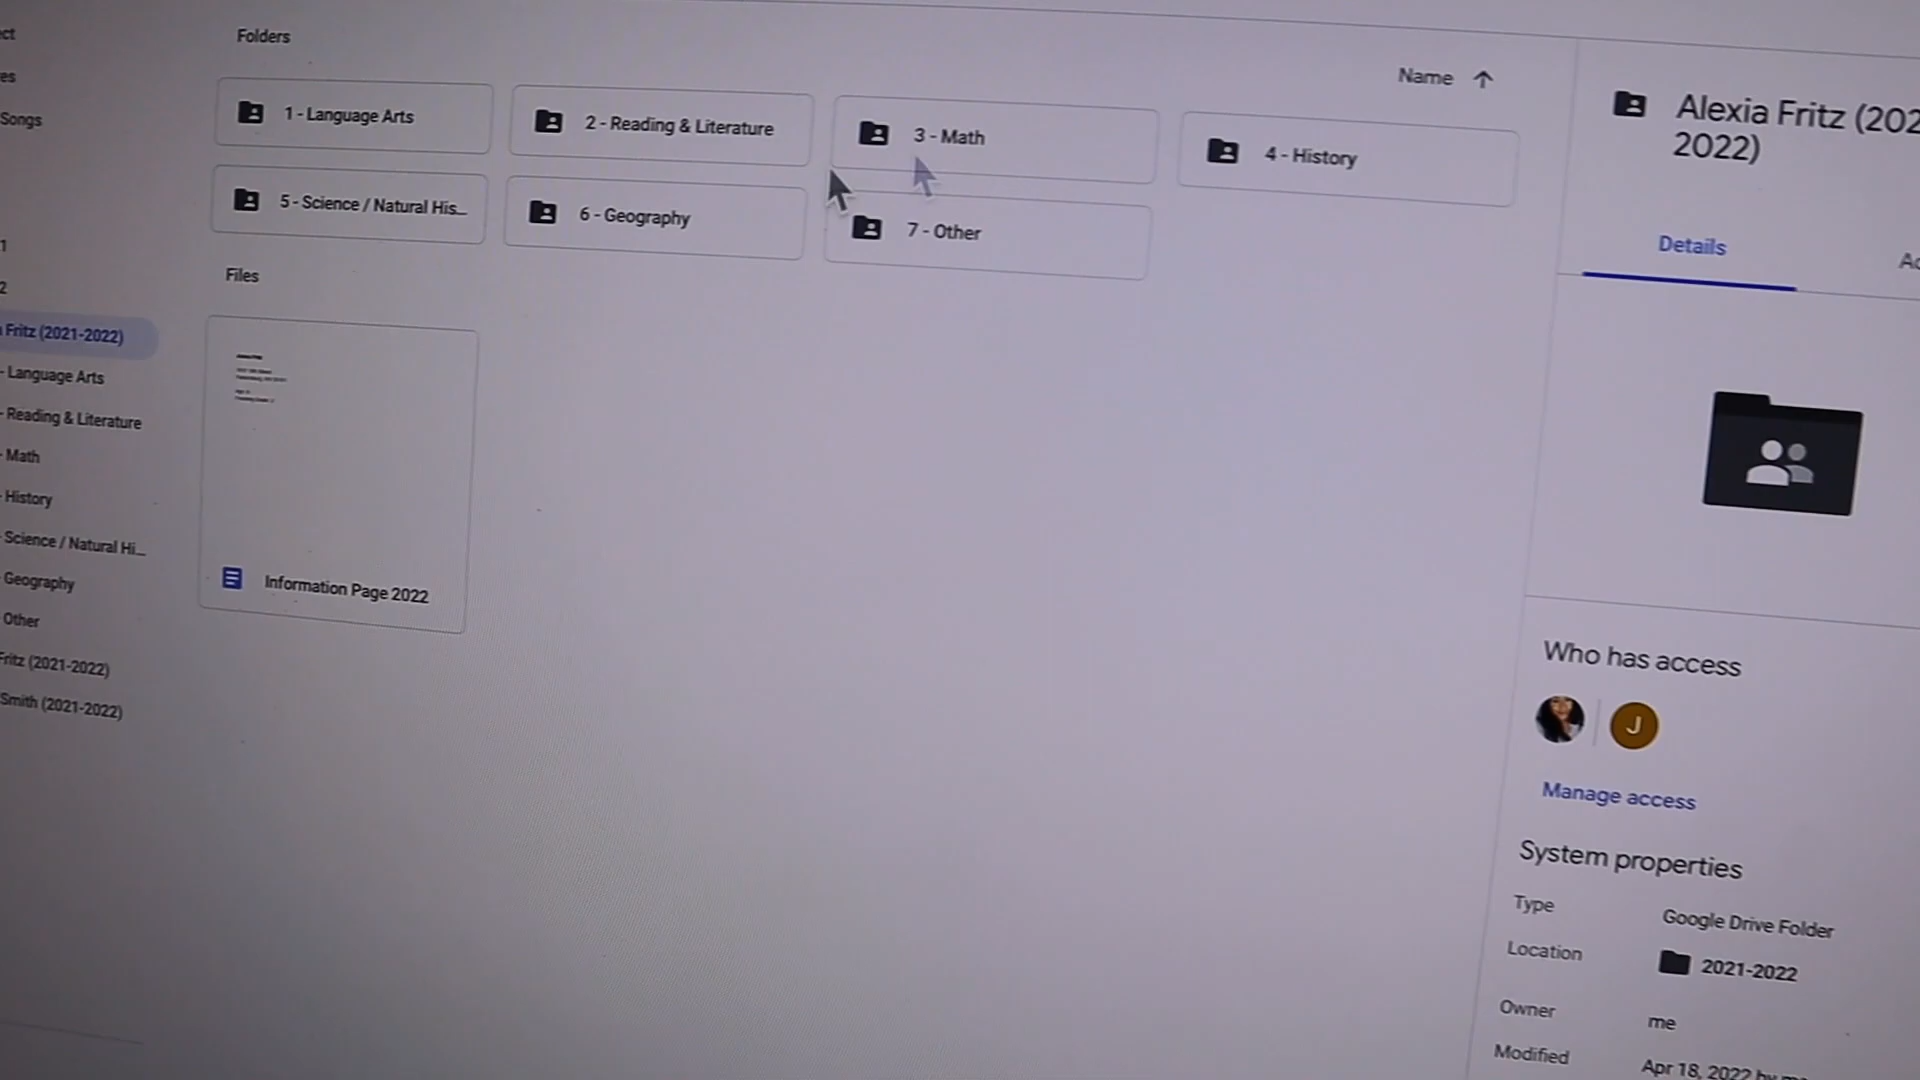 ct
es
Songs
1
2
Fritz (2021-2022)
- Language Arts
- Reading & Literature
- Math
- History
Science / Natural Hi...
Geography
Other
Fritz (2021-2022)
Smith (2021-2022)
Folders
Name
1 - Language Arts
2 - Reading & Literature
3 - Math
4 - History
5 - Science / Natural His...
6 - Geography
7 - Other
Files
Information Page 2022
Alexia Fritz (202
2022)
Details
Ac
Who has access
J
Manage access
System properties
Type Google Drive Folder
Location 2021-2022
Owner me
Modified Apr 18, 2022 by me